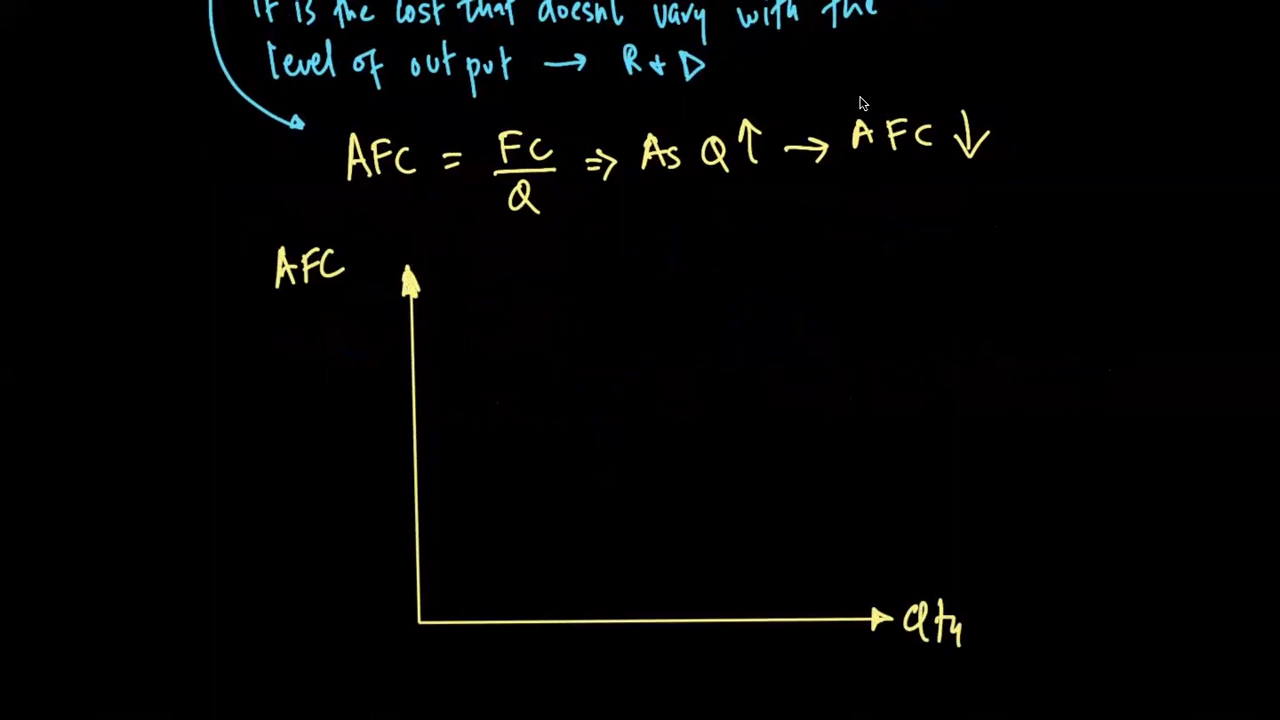 It is the cost that doesn't vary with the
level of output → R + D
AFC = FC/Q ⇒ As Q ↑ → AFC ↓
AFC
Qty